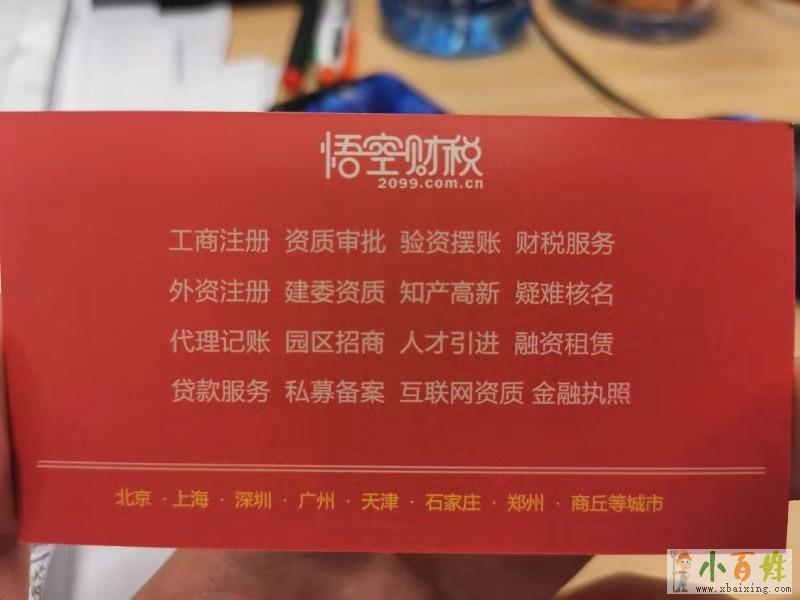 悟空财税
2099.com.cn
工商注册 资质审批 验资摆账 财税服务
外资注册 建委资质 知产高新 疑难核名
代理记账 园区招商 人才引进 融资租赁
贷款服务 私募备案 互联网资质 金融执照
北京·上海·深圳·广州·天津·石家庄·郑州·商丘等城市
小百姓
www.xbaixing.com